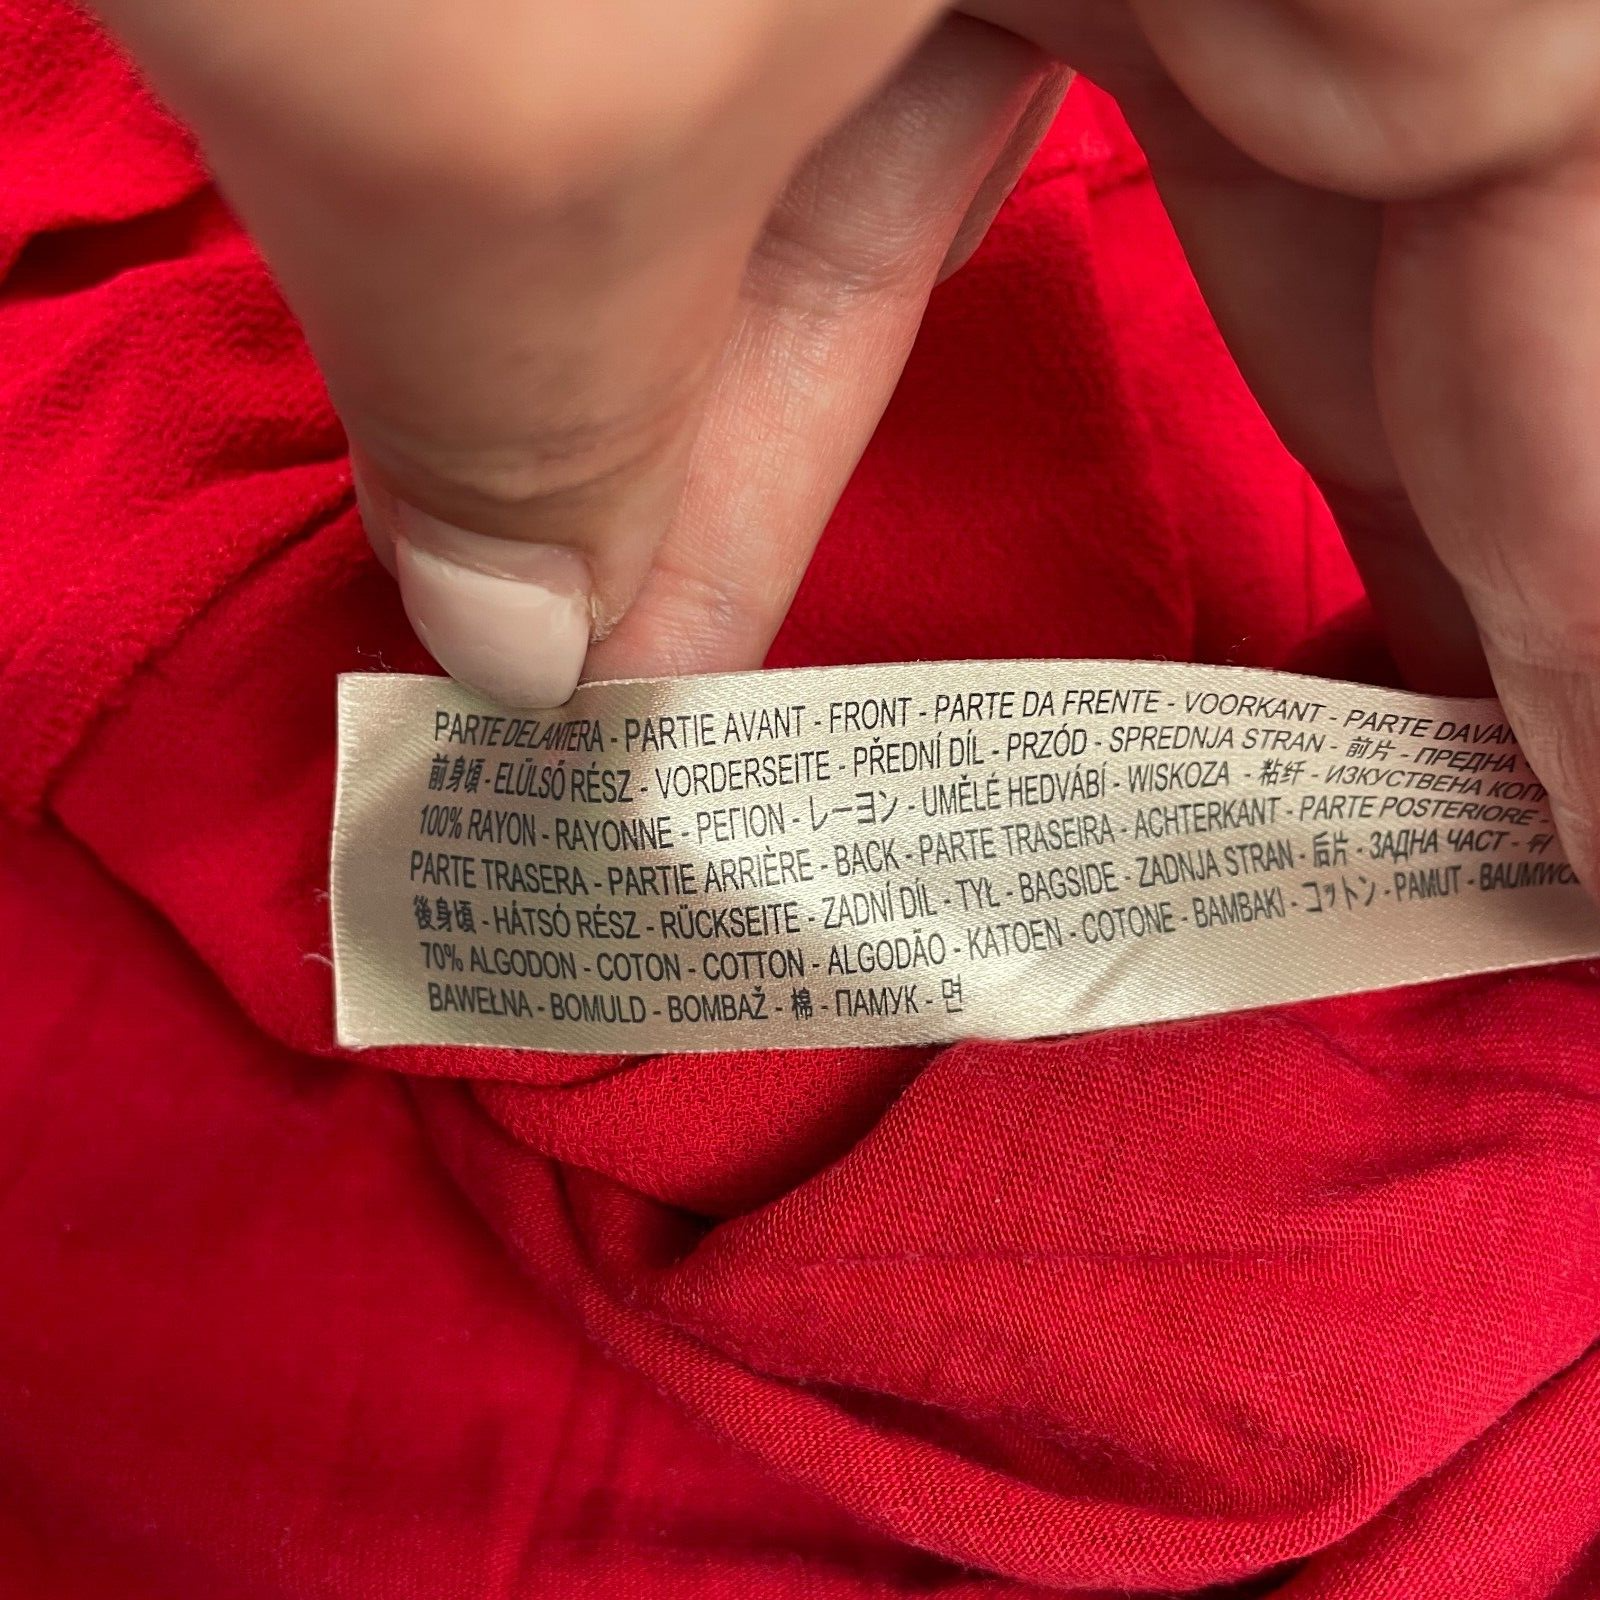 PARTE DELANTERA - PARTIE AVANT - FRONT - PARTE DA FRENTE - VOORKANT - PARTE DAVAN
前身頃 - ELÜLSŐ RÉSZ - VORDERSEITE - PŘEDNÍ DÍL - PRZÓD - SPREDNJA STRAN - 前片 - ПРЕДНА -
100% RAYON - RAYONNE - ΡΕΓΙΟΝ - レーヨン - UMĚLÉ HEDVÁBÍ - WISKOZA - 粘纤 - ИЗКУСТВЕНА КОП
PARTE TRASERA - PARTIE ARRIÈRE - BACK - PARTE TRASEIRA - ACHTERKANT - PARTE POSTERIORE -
後身頃 - HÁTSÓ RÉSZ - RÜCKSEITE - ZADNÍ DÍL - TYŁ - BAGSIDE - ZADNJA STRAN - 后片 - ЗАДНА ЧАСТ - 뒤
70% ALGODON - COTON - COTTON - ALGODÃO - KATOEN - COTONE - BAMBAKI - コットン - PAMUT - BAUMWO
BAWEŁNA - BOMULD - BOMBAŽ - 棉 - ПАМУК - 면